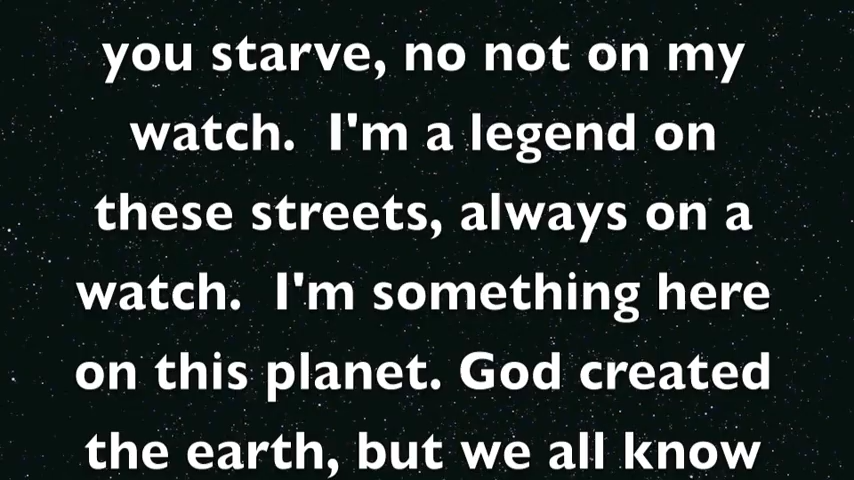 you starve, no not on my
watch.  I'm a legend on
these streets, always on a
watch.  I'm something here
on this planet. God created
the earth, but we all know